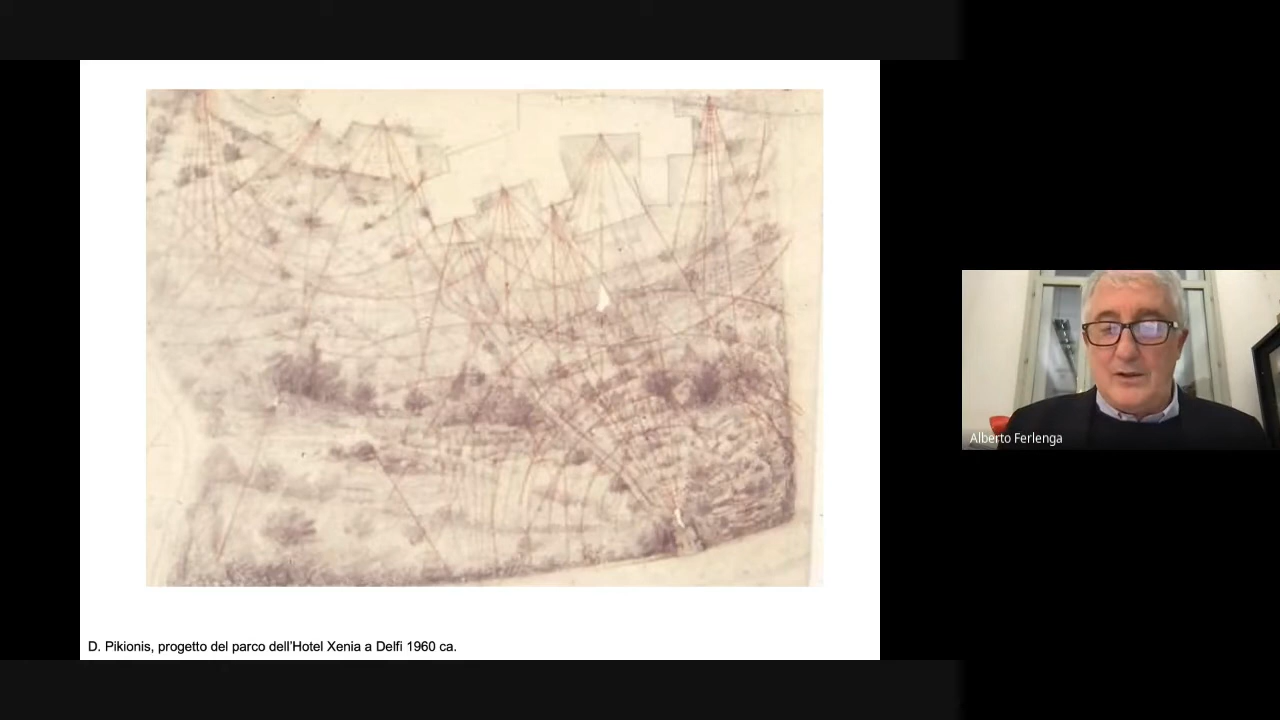 Alberto Ferlenga
D. Pikionis, progetto del parco dell'Hotel Xenia a Delfi 1960 ca.